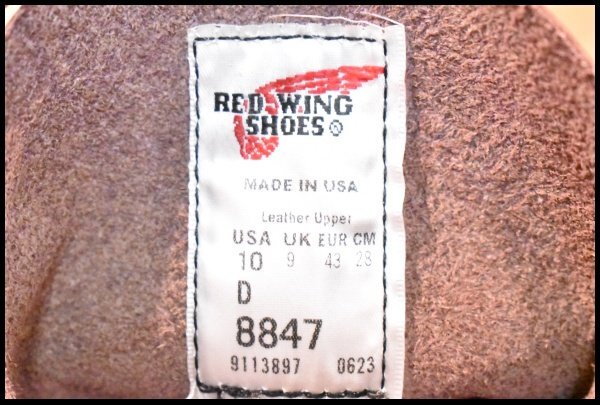 RED WING
SHOES®
MADE IN USA
Leather Upper
USA UK EUR CM
10 9 43 28
D
8847
9113897 0623